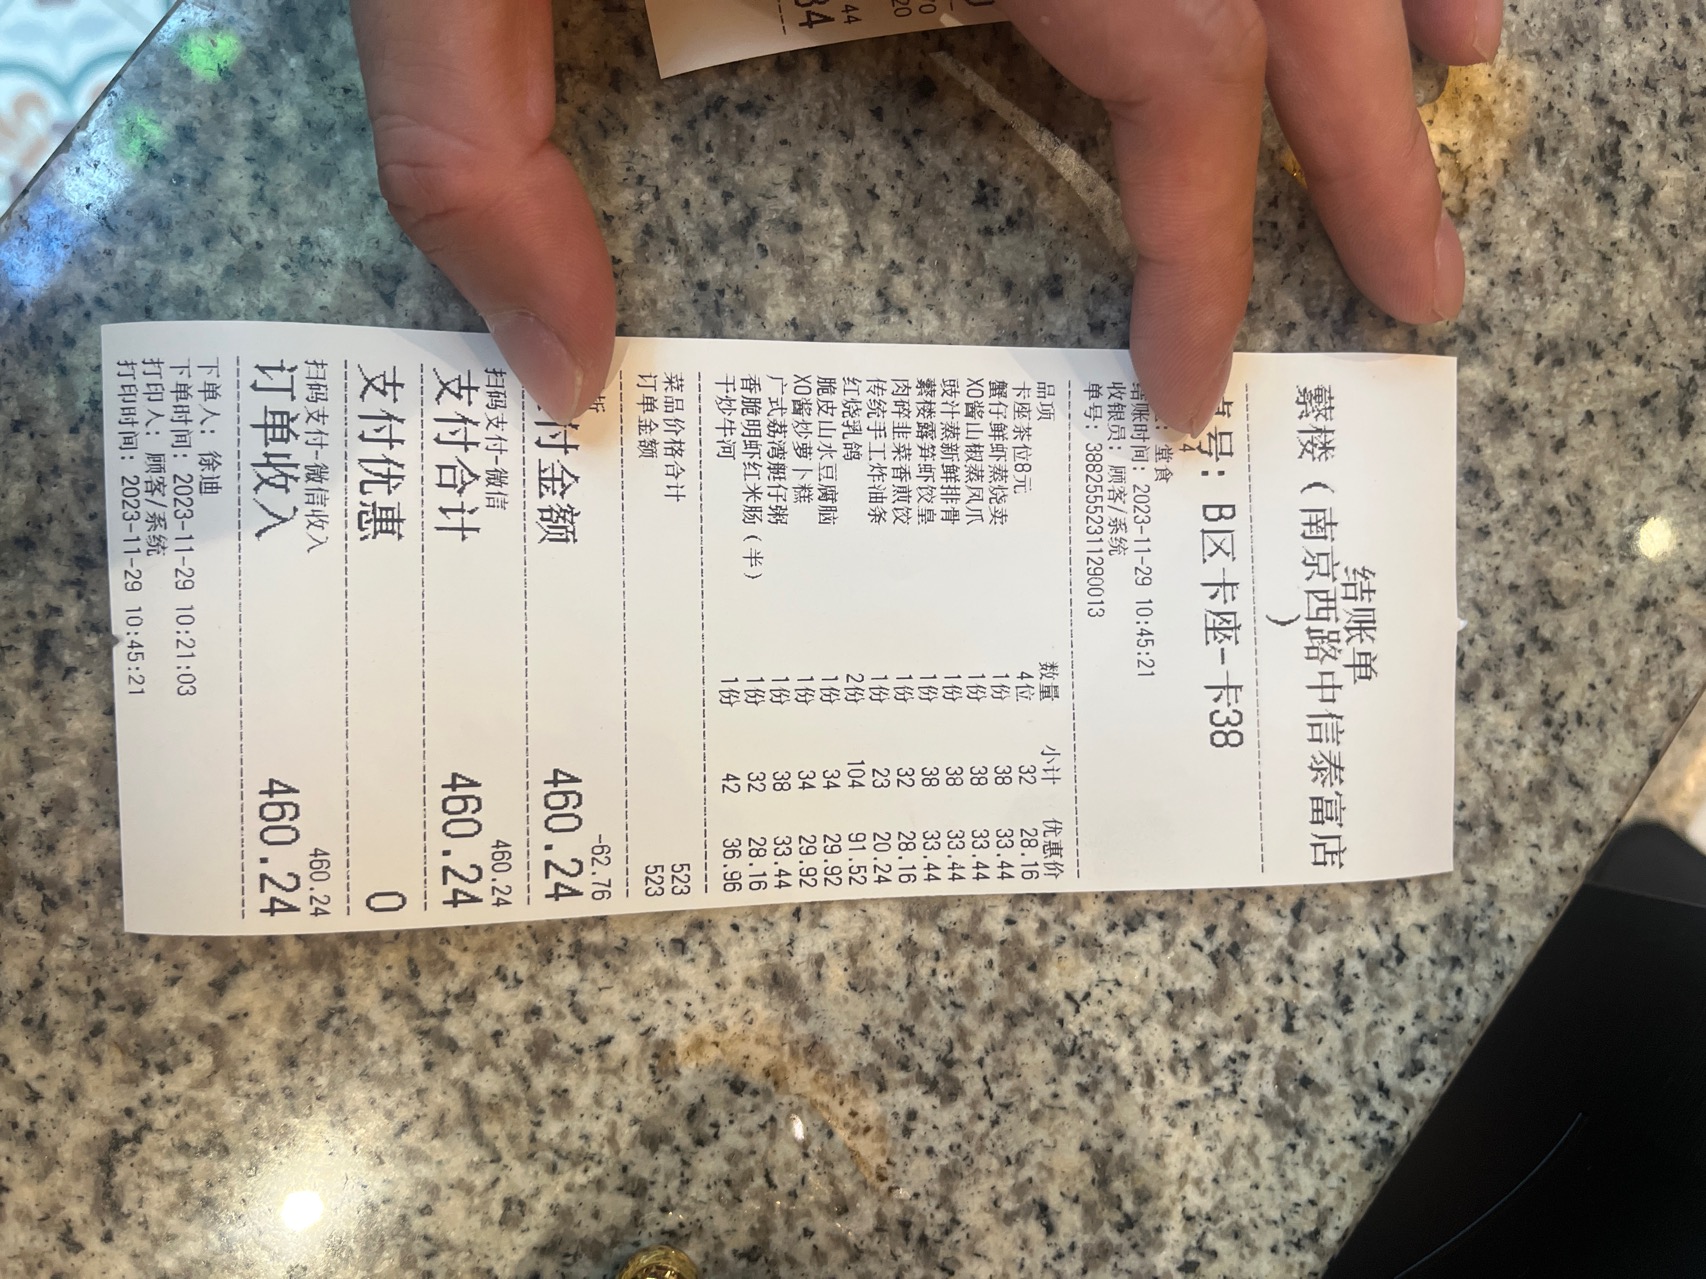 结账单
蘩楼（南京西路中信泰富店
）
号: B区卡座-卡38
堂食
4
结账时间: 2023-11-29 10:45:21
收银员: 顾客/系统
单号: 38825552311290013
品项 数量 小计 优惠价
卡座茶位8元 4位 32 28.16
蟹仔鲜虾蒸烧卖 1份 38 33.44
XO酱山椒蒸凤爪 1份 38 33.44
豉汁蒸新鲜排骨 1份 38 33.44
蘩楼露笋虾饺皇 1份 38 33.44
肉碎韭菜香煎饺 1份 32 28.16
传统手工炸油条 1份 23 20.24
红烧乳鸽 2份 104 91.52
脆皮山水豆腐脑 1份 34 29.92
XO酱炒萝卜糕 1份 34 29.92
广式荔湾艇仔粥 1份 38 33.44
香脆明虾红米肠（半） 1份 32 28.16
干炒牛河 1份 42 36.96
菜品价格合计 523
订单金额 523
折 -62.76
付金额 460.24
扫码支付-微信 460.24
支付合计 460.24
支付优惠 0
扫码支付-微信收入 460.24
订单收入 460.24
下单人: 徐迪
下单时间: 2023-11-29 10:21:03
打印人: 顾客/系统
打印时间: 2023-11-29 10:45:21
44
20